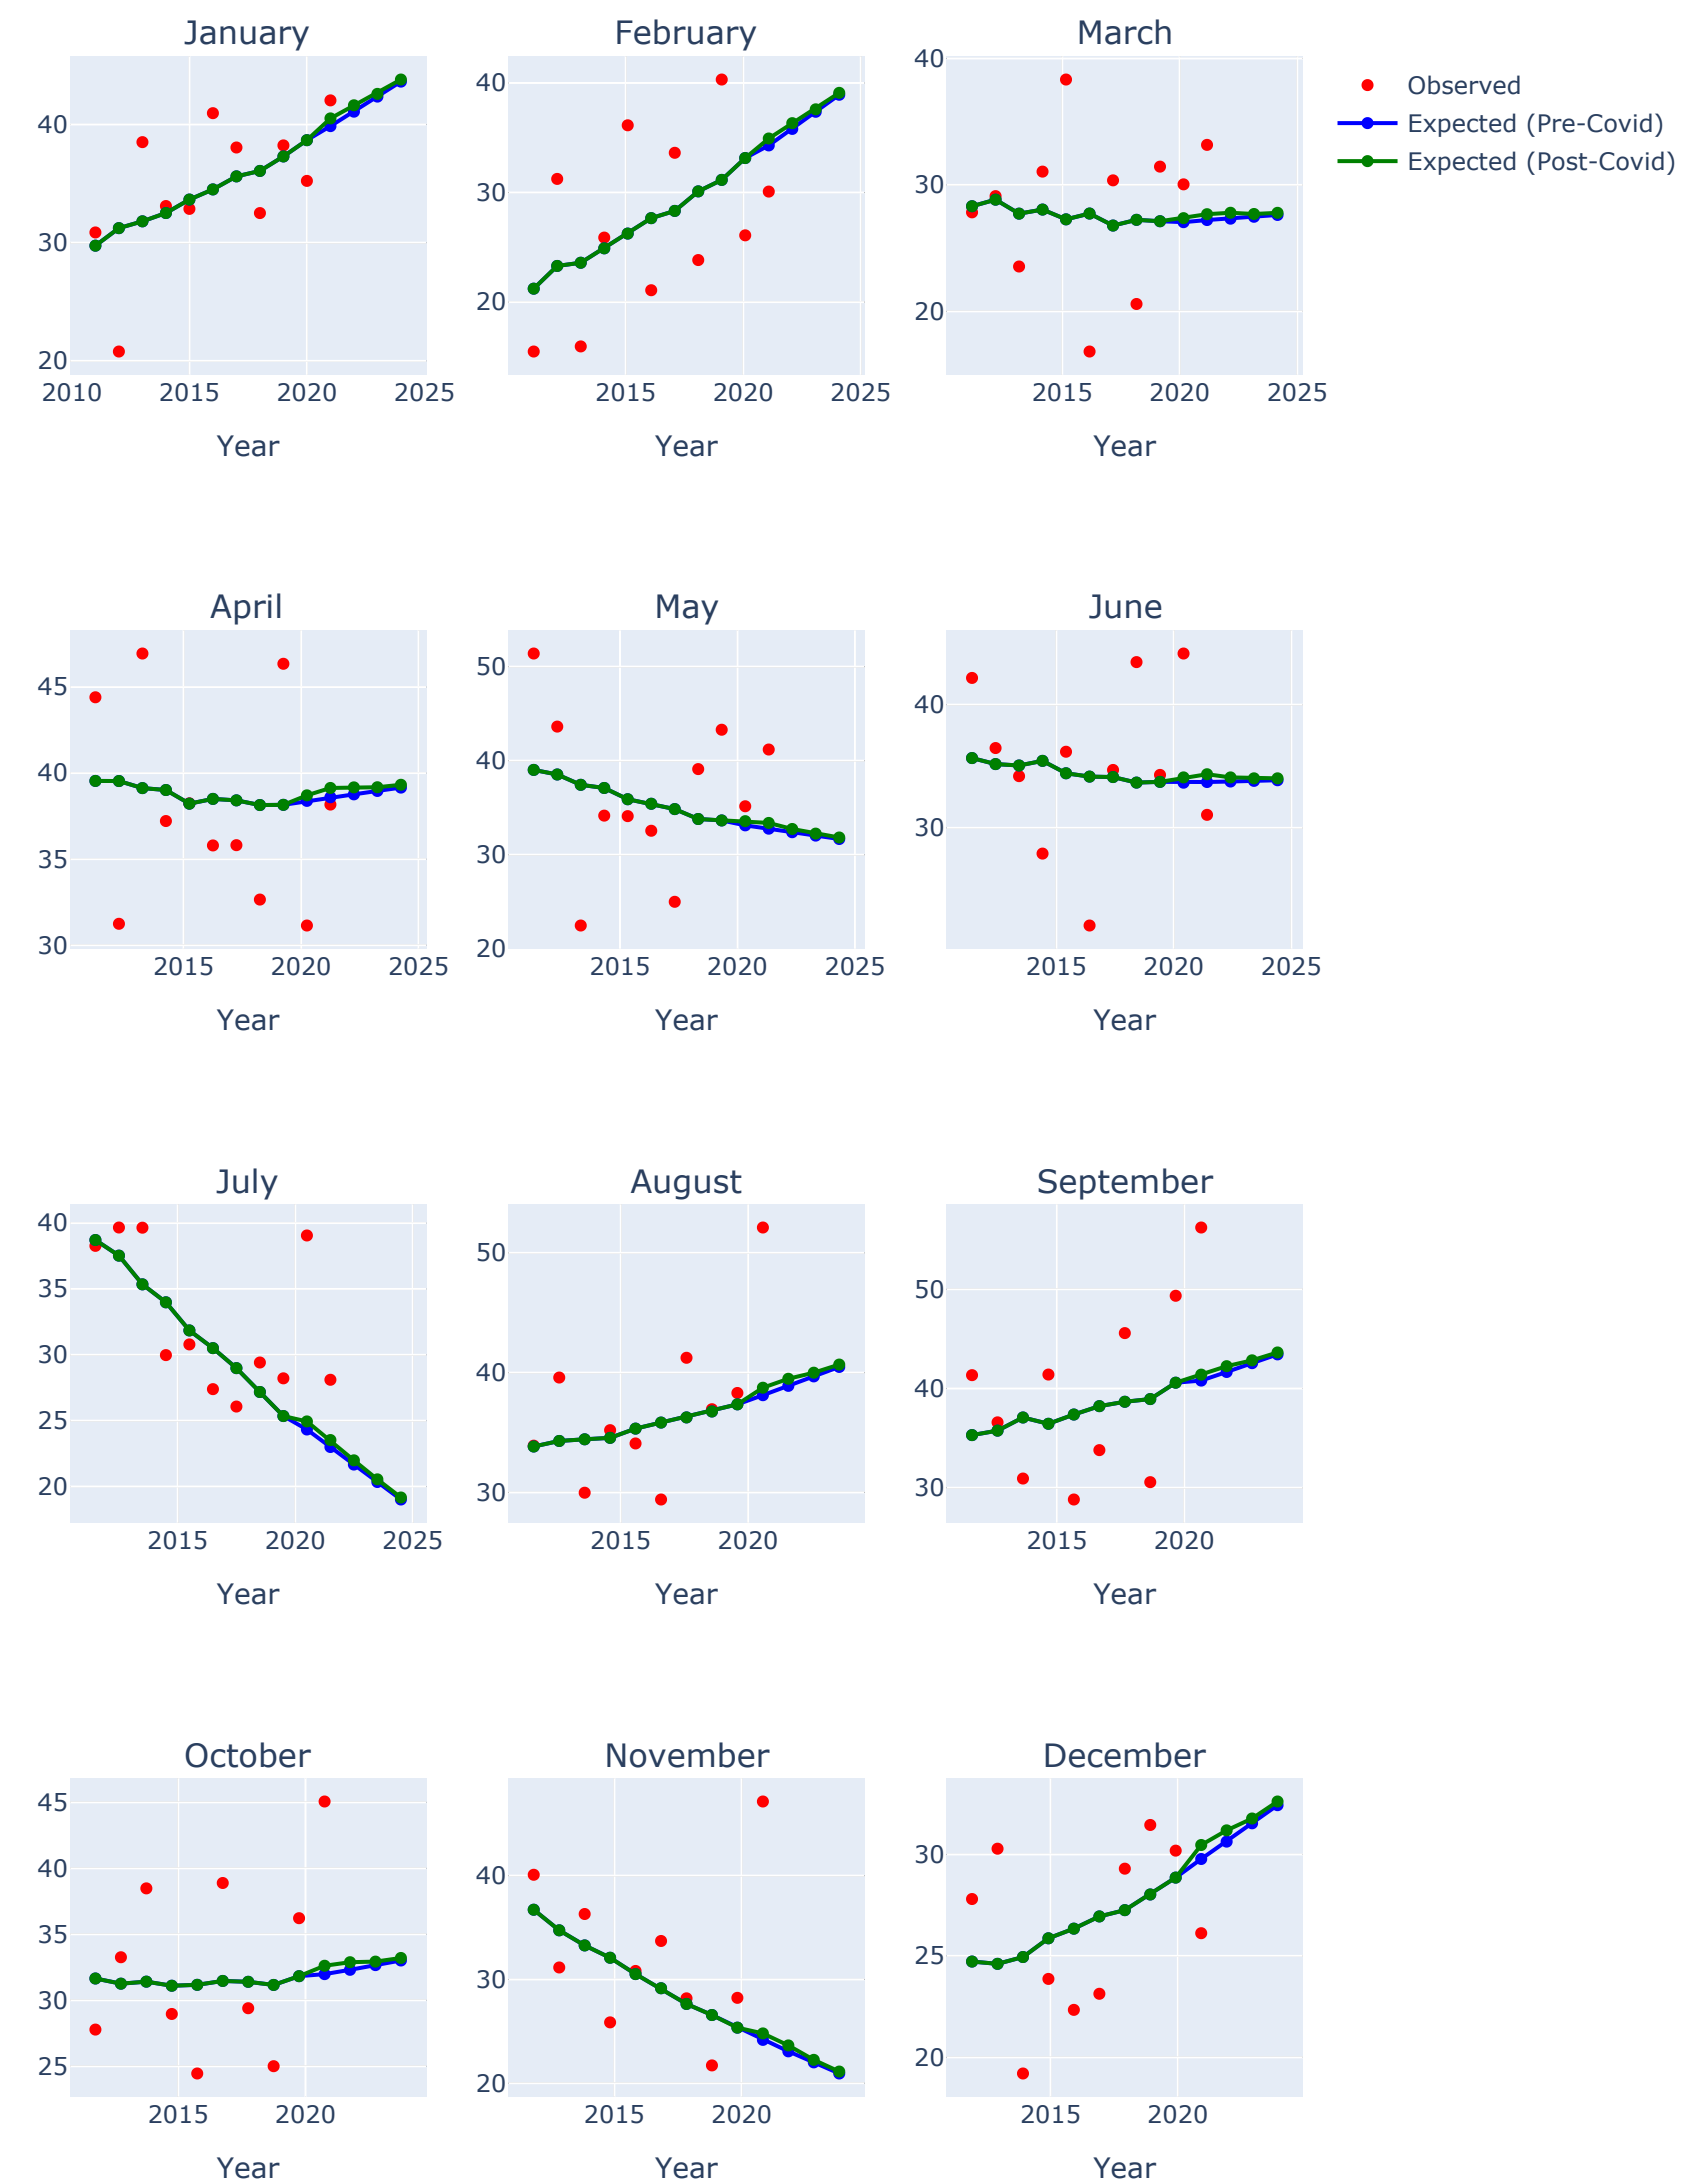 January
February
March
40
30
20
2010
2015
2020
2025
Year
40
30
20
2015
2020
2025
Year
40
30
20
2015
2020
2025
Year
Observed
Expected (Pre-Covid)
Expected (Post-Covid)
April
May
June
45
40
35
30
2015
2020
2025
Year
50
40
30
20
2015
2020
2025
Year
40
30
2015
2020
2025
Year
July
August
September
40
35
30
25
20
2015
2020
2025
Year
50
40
30
2015
2020
Year
50
40
30
2015
2020
Year
October
November
December
45
40
35
30
25
2015
2020
Year
40
30
20
2015
2020
Year
30
25
20
2015
2020
Year